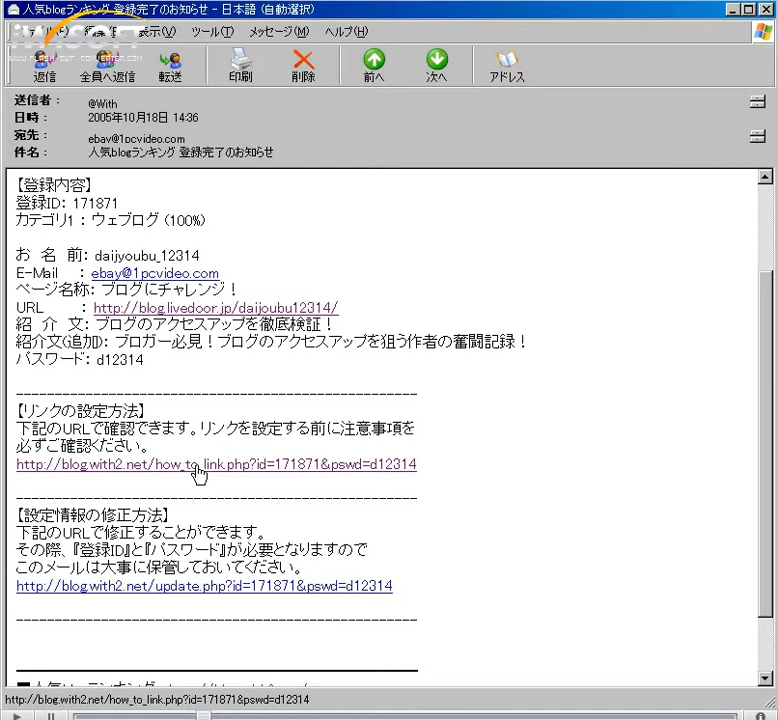 人気blogランキング 登録完了のお知らせ - 日本語 (自動選択)
表示(V) ツール(T) メッセージ(M) ヘルプ(H)
返信 全員へ返信 転送 印刷 削除 前へ 次へ アドレス
送信者： @With
日時： 2005年10月18日 14:36
宛先： ebay@1pcvideo.com
件名： 人気blogランキング 登録完了のお知らせ
【登録内容】
登録ID: 171871
カテゴリ1：ウェブログ (100%)
お 名 前: daijyoubu_12314
E-Mail : ebay@1pcvideo.com
ページ名称: ブログにチャレンジ！
URL : http://blog.livedoor.jp/daijoubu12314/
紹 介 文: ブログのアクセスアップを徹底検証！
紹介文(追加): ブロガー必見！ブログのアクセスアップを狙う作者の奮闘記録！
パスワード: d12314
----------------------------------------------------
【リンクの設定方法】
下記のURLで確認できます。リンクを設定する前に注意事項を
必ずご確認ください。
http://blog.with2.net/how_to_link.php?id=171871&pswd=d12314
----------------------------------------------------
【設定情報の修正方法】
下記のURLで修正することができます。
その際、『登録ID』と『パスワード』が必要となりますので
このメールは大事に保管しておいてください。
http://blog.with2.net/update.php?id=171871&pswd=d12314
----------------------------------------------------
http://blog.with2.net/how_to_link.php?id=171871&pswd=d12314